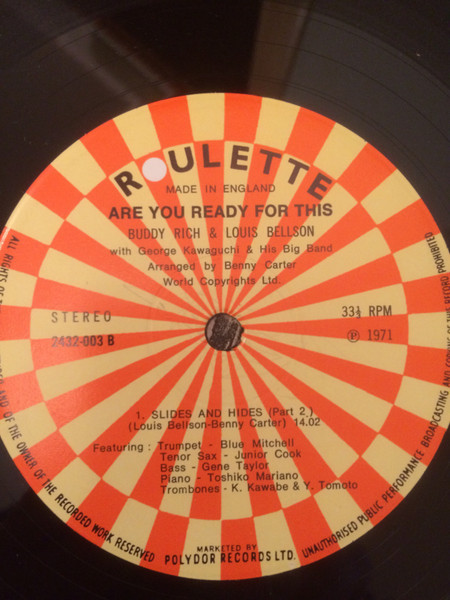 ROULETTE
MADE IN ENGLAND
ARE YOU READY FOR THIS
BUDDY RICH & LOUIS BELLSON
with George Kawaguchi & His Big Band
Arranged by Benny Carter
World Copyrights Ltd.
STEREO
2432-003 B
33⅓ RPM
Ⓟ 1971
1. SLIDES AND HIDES (Part 2.)
(Louis Bellson-Benny Carter) 14.02
Featuring : Trumpet - Blue Mitchell
Tenor Sax - Junior Cook
Bass - Gene Taylor
Piano - Toshiko Mariano
Trombones - K. Kawabe & Y. Tomoto
MARKETED BY
POLYDOR RECORDS LTD.
ALL RIGHTS OF
AND OF THE OWNER OF THE RECORDED WORK RESERVED
UNAUTHORISED PUBLIC PERFORMANCE BROADCASTING AND COPYING OF THIS RECORD PROHIBITED